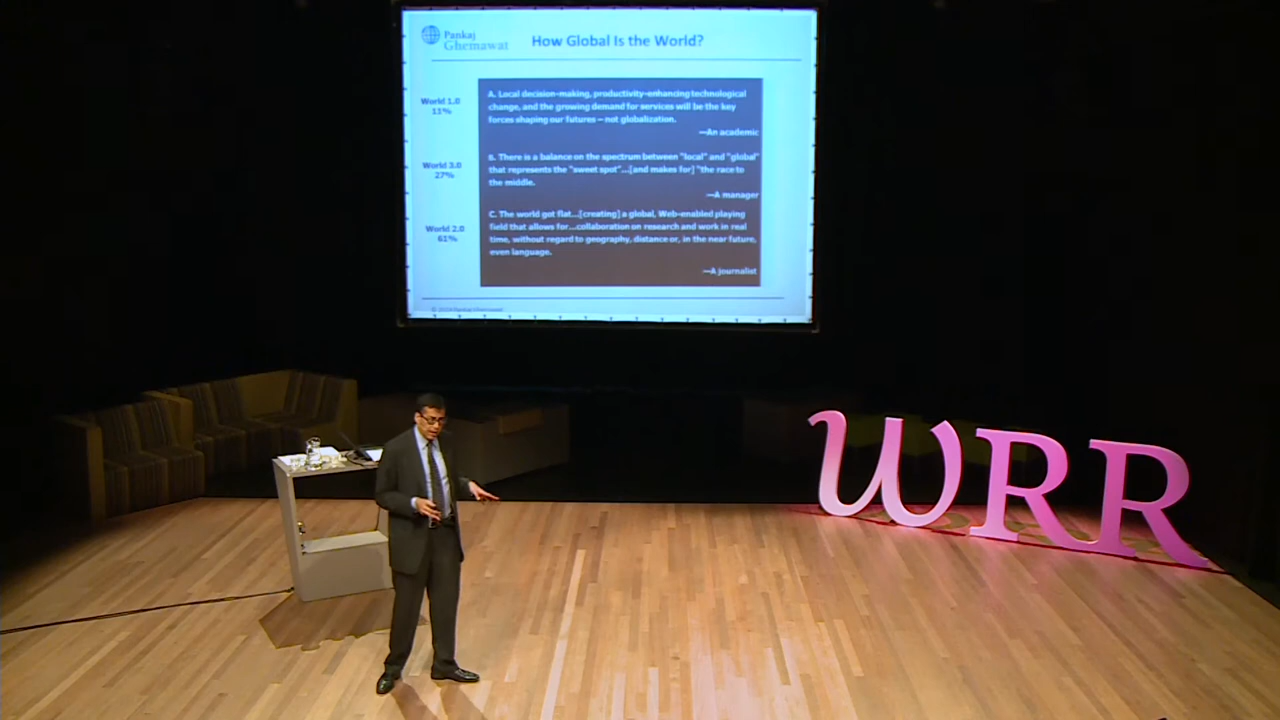 Pankaj
Ghemawat
How Global Is the World?
World 1.0
11%
A. Local decision-making, productivity-enhancing technological
change, and the growing demand for services will be the key
forces shaping our futures – not globalization.
—An academic
World 3.0
27%
B. There is a balance on the spectrum between "local" and "global"
that represents the "sweet spot"...[and makes for] "the race to
the middle.
—A manager
World 2.0
61%
C. The world got flat...[creating] a global, Web-enabled playing
field that allows for...collaboration on research and work in real
time, without regard to geography, distance or, in the near future,
even language.
—A journalist
© 2014 Pankaj Ghemawat
WRR